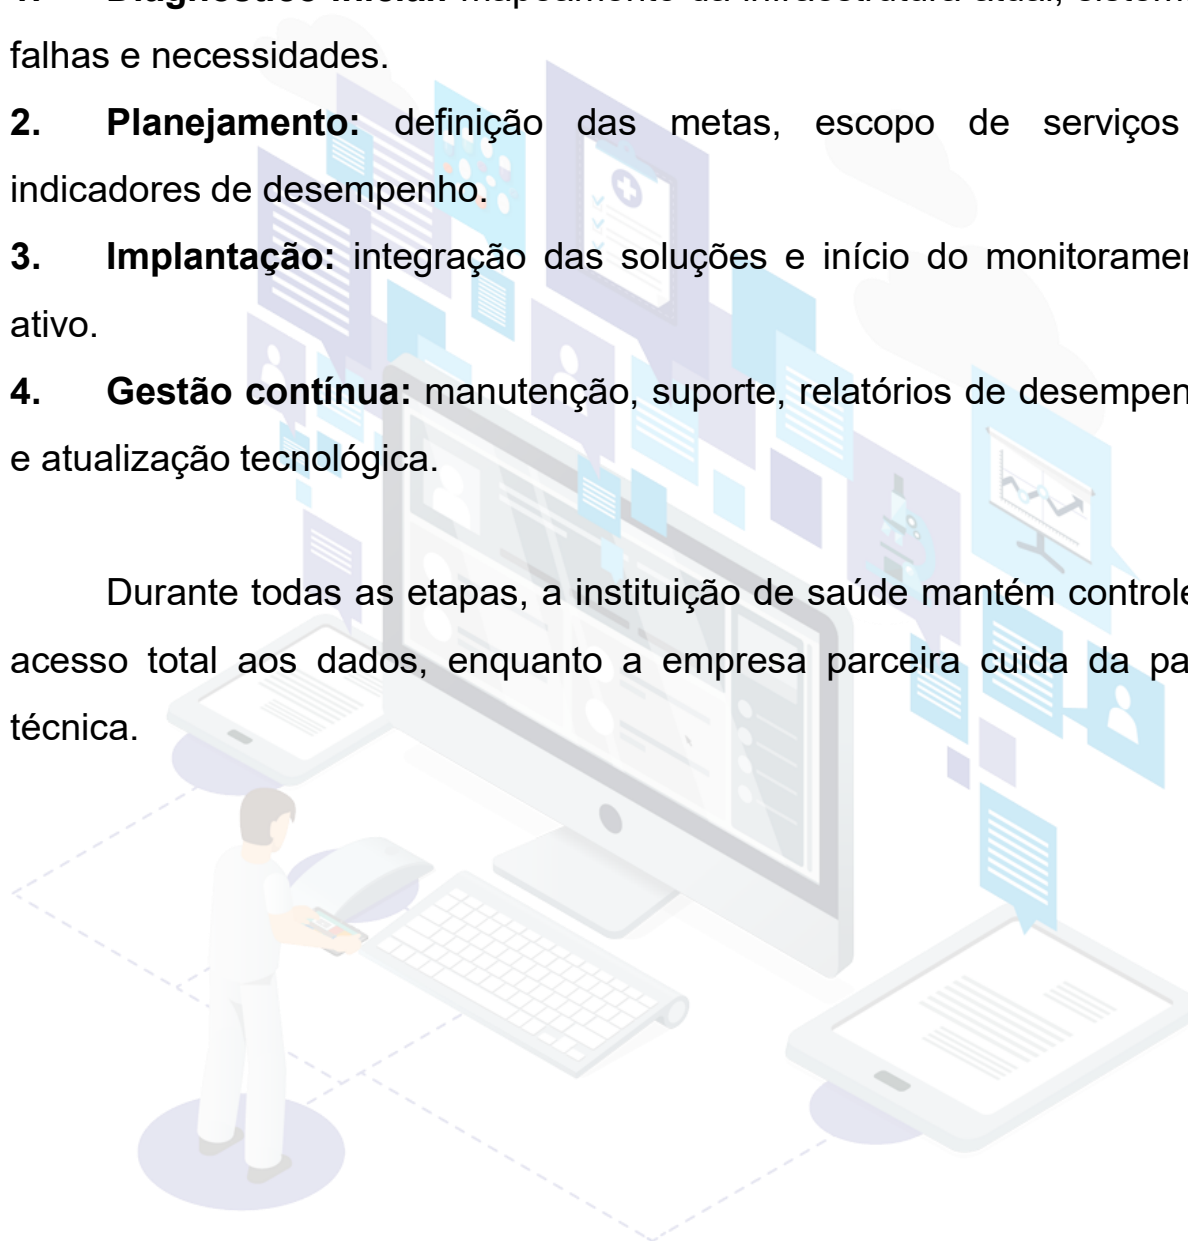 falhas e necessidades.
2. Planejamento: definição das metas, escopo de serviços
indicadores de desempenho.
3. Implantação: integração das soluções e início do monitoramen
ativo.
4. Gestão contínua: manutenção, suporte, relatórios de desempen
e atualização tecnológica.
Durante todas as etapas, a instituição de saúde mantém controle
acesso total aos dados, enquanto a empresa parceira cuida da pa
técnica.